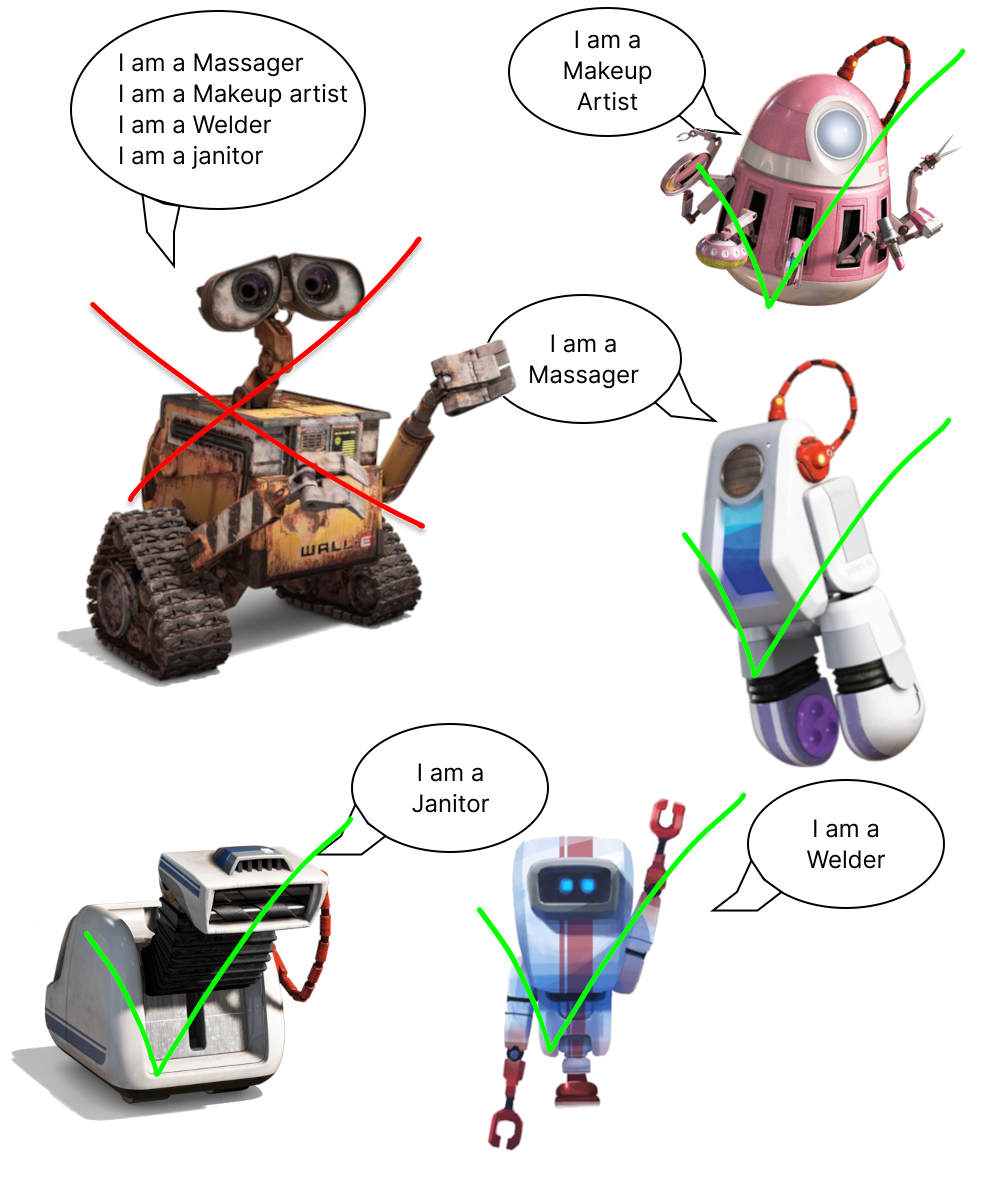 I am a Massager
I am a Makeup artist
I am a Welder
I am a janitor
I am a
Makeup
Artist
I am a
Massager
WALL·E
I am a
Janitor
I am a
Welder